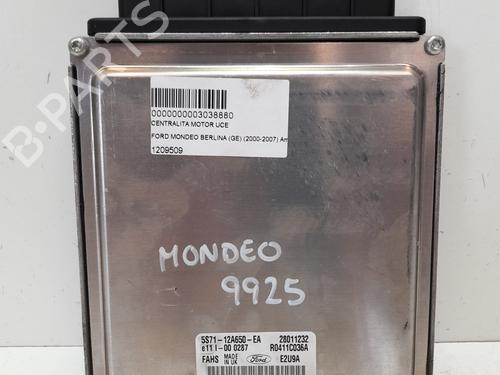 B-PARTS
0000000003038880
CENTRALITA MOTOR UCE
FORD MONDEO BERLINA (GE) (2000-2007) Am
1209509
MONDEO
9925
5S71-12A650-EA 28011232
e11 I-00 0287 R0411C036A
FAHS MADE IN UK Ford E2U9A